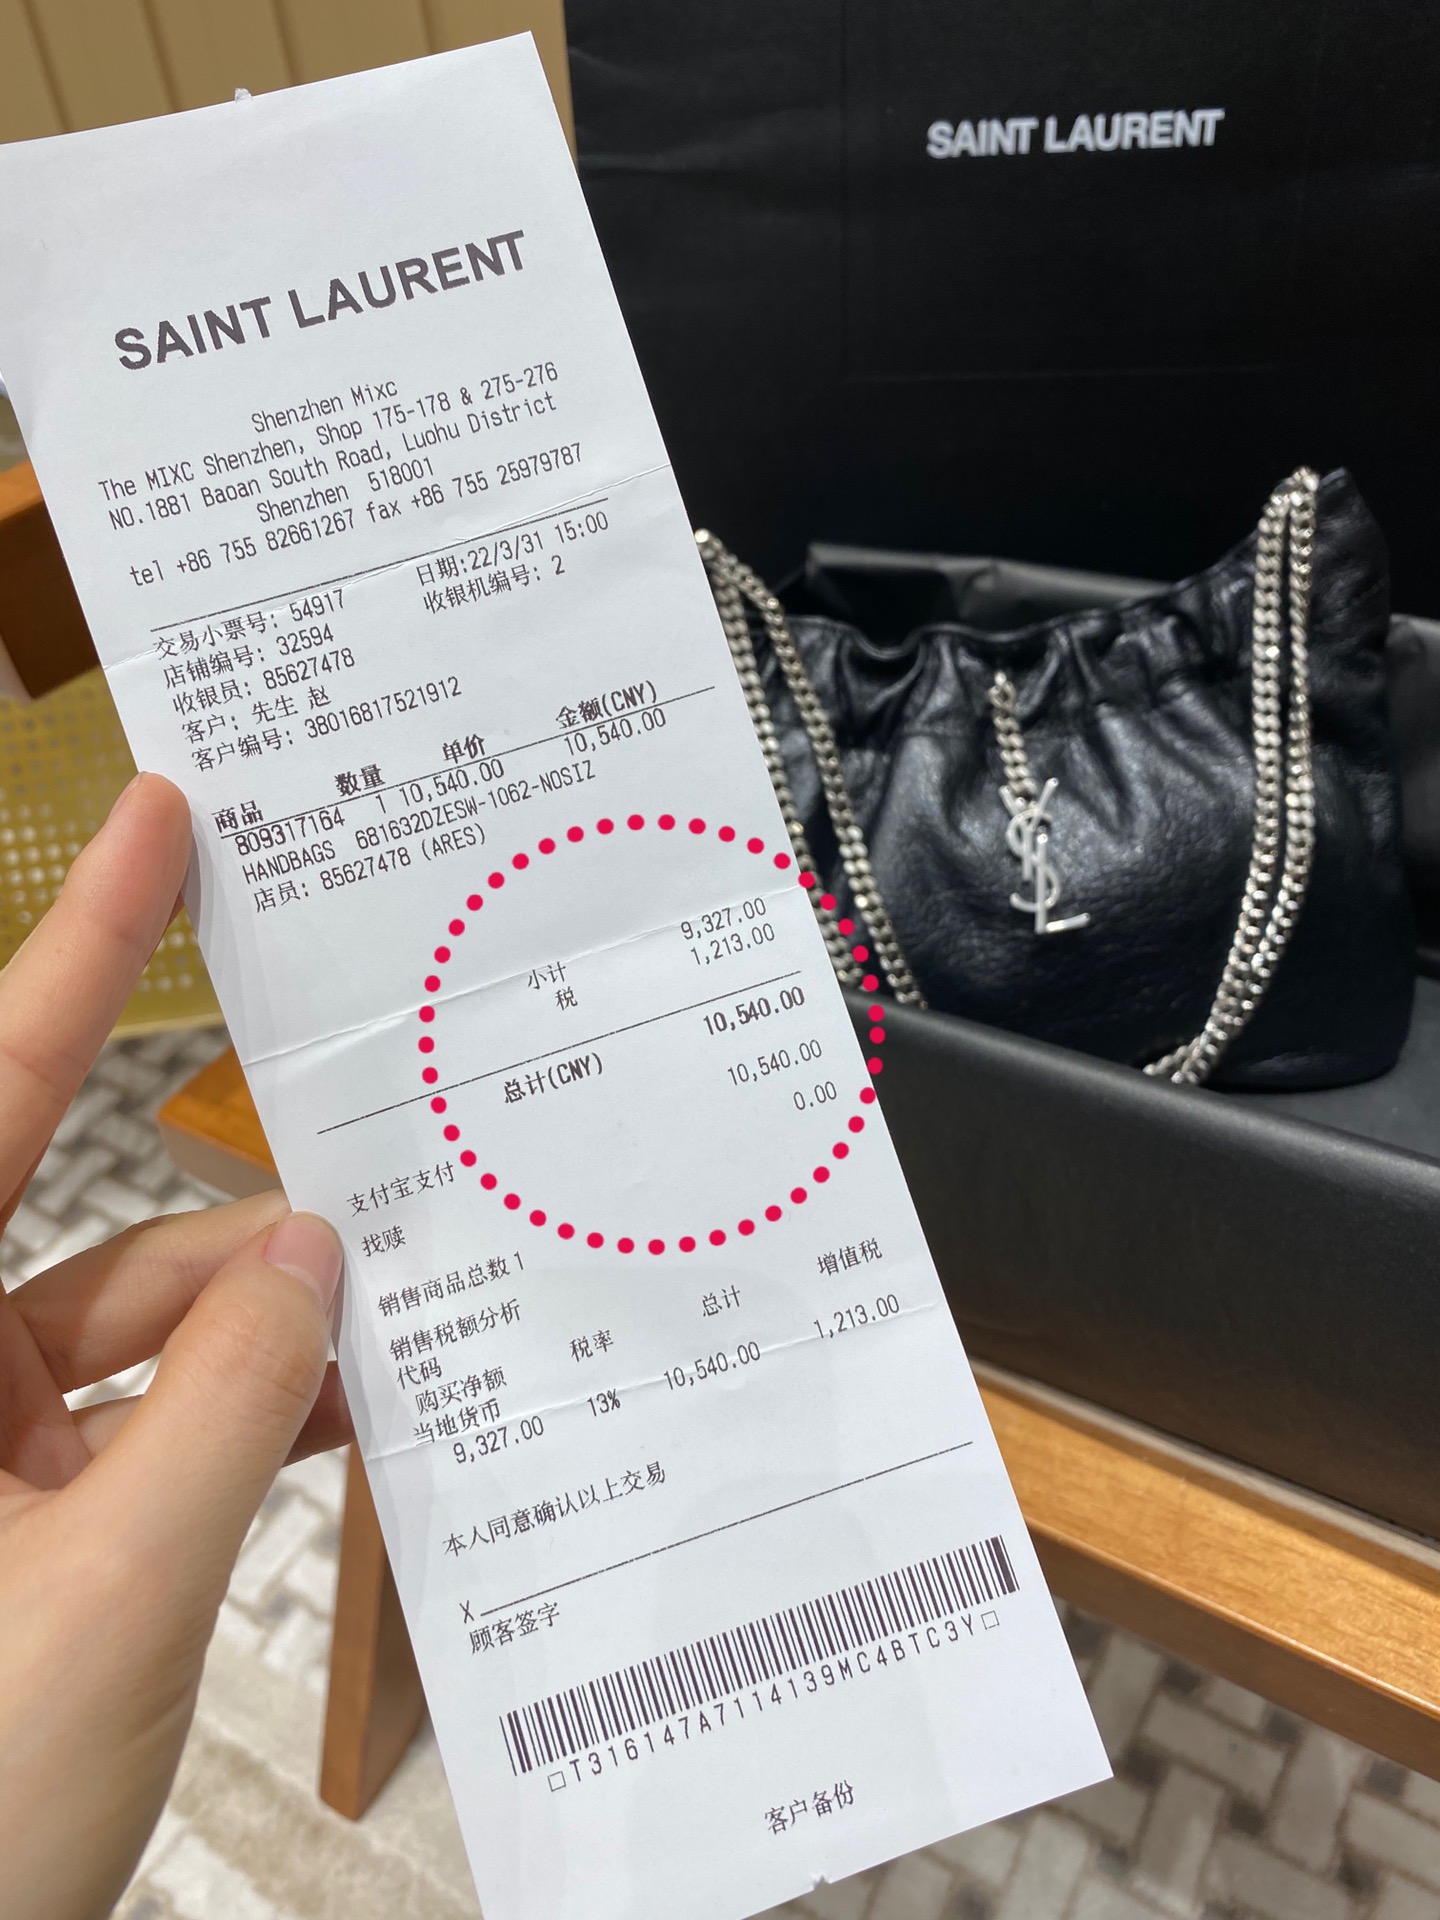 SAINT LAURENT
SAINT LAURENT
Shenzhen Mixc
The MIXC Shenzhen, Shop 175-178 & 275-276
NO.1881 Baoan South Road, Luohu District
Shenzhen 518001
tel +86 755 82661267 fax +86 755 25979787
交易小票号: 54917 日期:22/3/31 15:00
店铺编号: 32594 收银机编号: 2
收银员: 85627478
客户: 先生 赵
客户编号: 38016817521912
商品 数量 单价 金额(CNY)
809317164 1 10,540.00 10,540.00
HANDBAGS 681632DZESW-1062-NOSIZ
店员: 85627478 (ARES)
小计 9,327.00
税 1,213.00
总计(CNY) 10,540.00
支付宝支付 10,540.00
找赎 0.00
销售商品总数 1
销售税额分析
代码 税率 总计 增值税
购买净额
当地货币 13% 10,540.00 1,213.00
9,327.00
本人同意确认以上交易
X
顾客签字
T316147A7114139MC4BTC3Y
客户备份
YSL